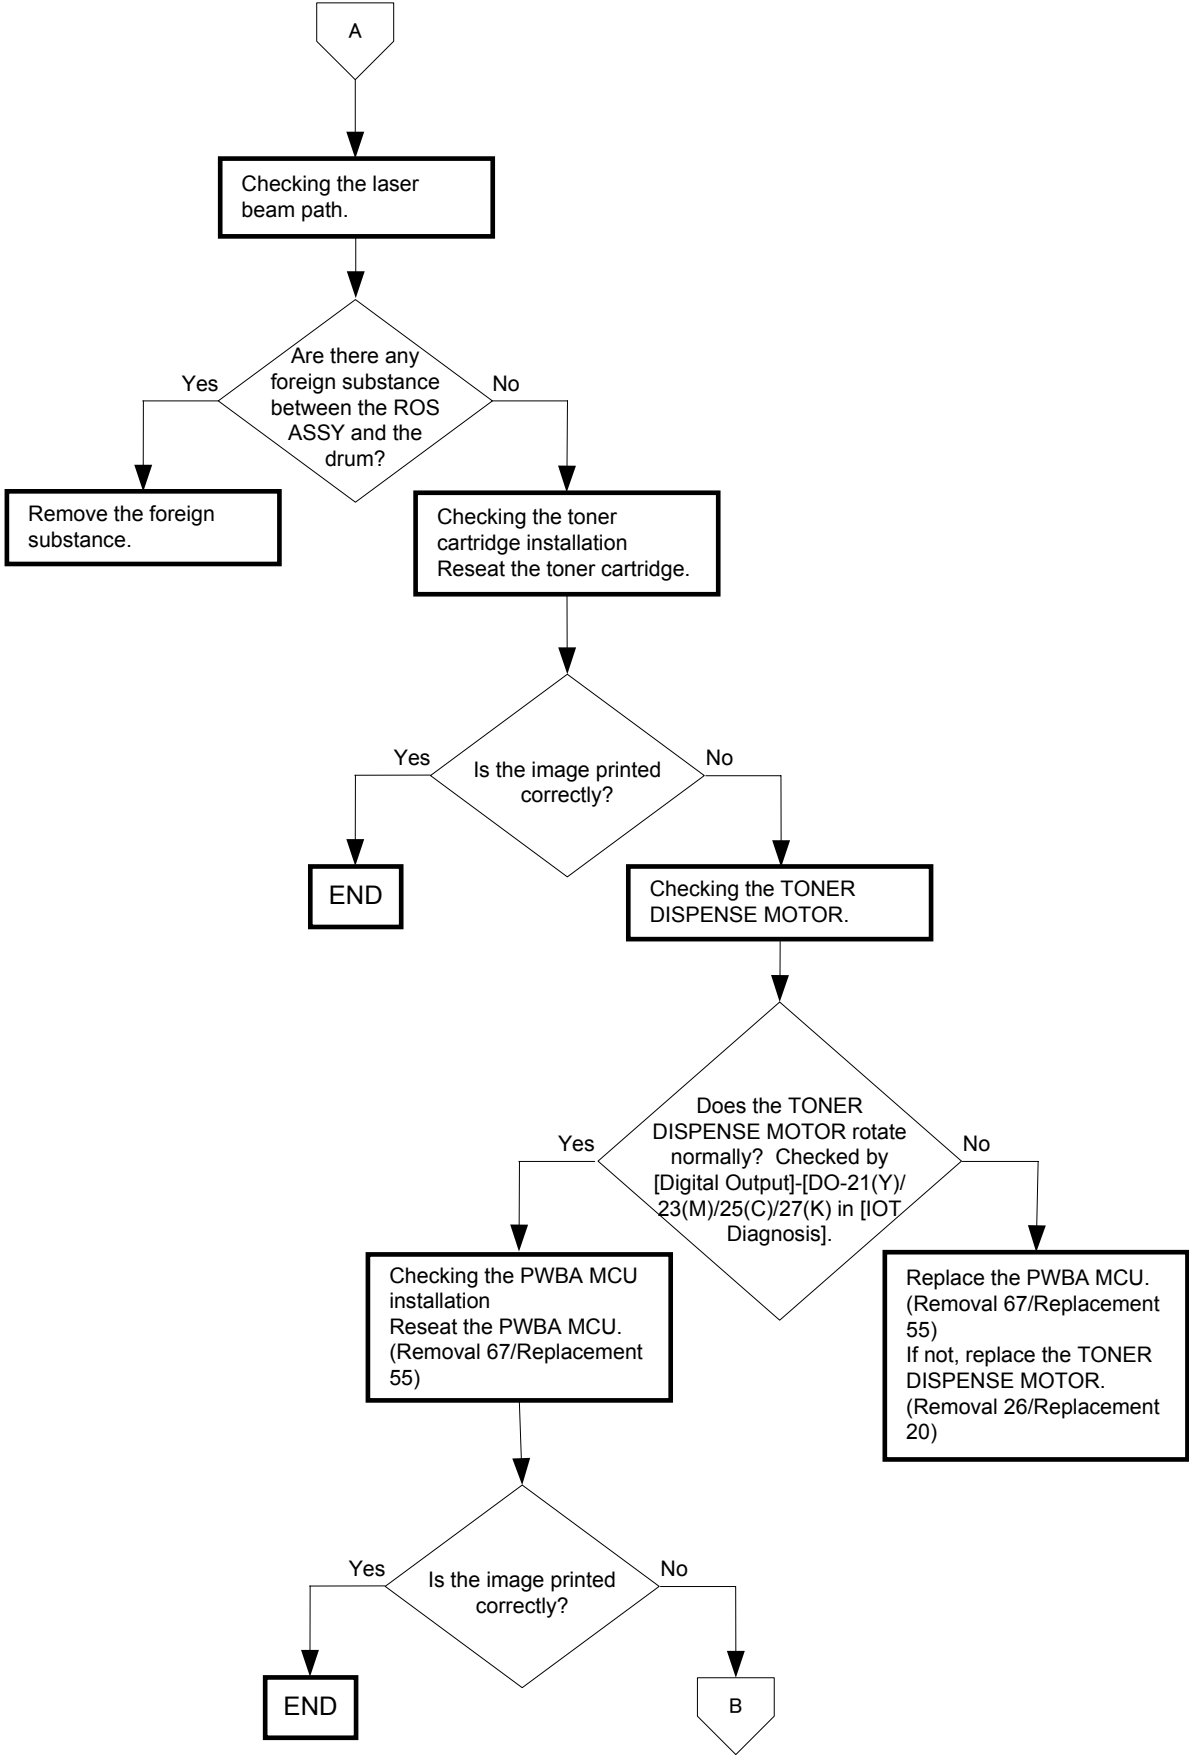 A
Checking the laser
beam path.
Are there any
foreign substance
between the ROS
ASSY and the
drum?
Yes
No
Remove the foreign
substance.
Checking the toner
cartridge installation
Reseat the toner cartridge.
Is the image printed
correctly?
Yes
No
END
Checking the TONER
DISPENSE MOTOR.
Does the TONER
DISPENSE MOTOR rotate
normally?  Checked by
[Digital Output]-[DO-21(Y)/
23(M)/25(C)/27(K) in [IOT
Diagnosis].
Yes
No
Checking the PWBA MCU
installation
Reseat the PWBA MCU.
(Removal 67/Replacement
55)
Replace the PWBA MCU.
(Removal 67/Replacement
55)
If not, replace the TONER
DISPENSE MOTOR.
(Removal 26/Replacement
20)
Is the image printed
correctly?
Yes
No
END
B